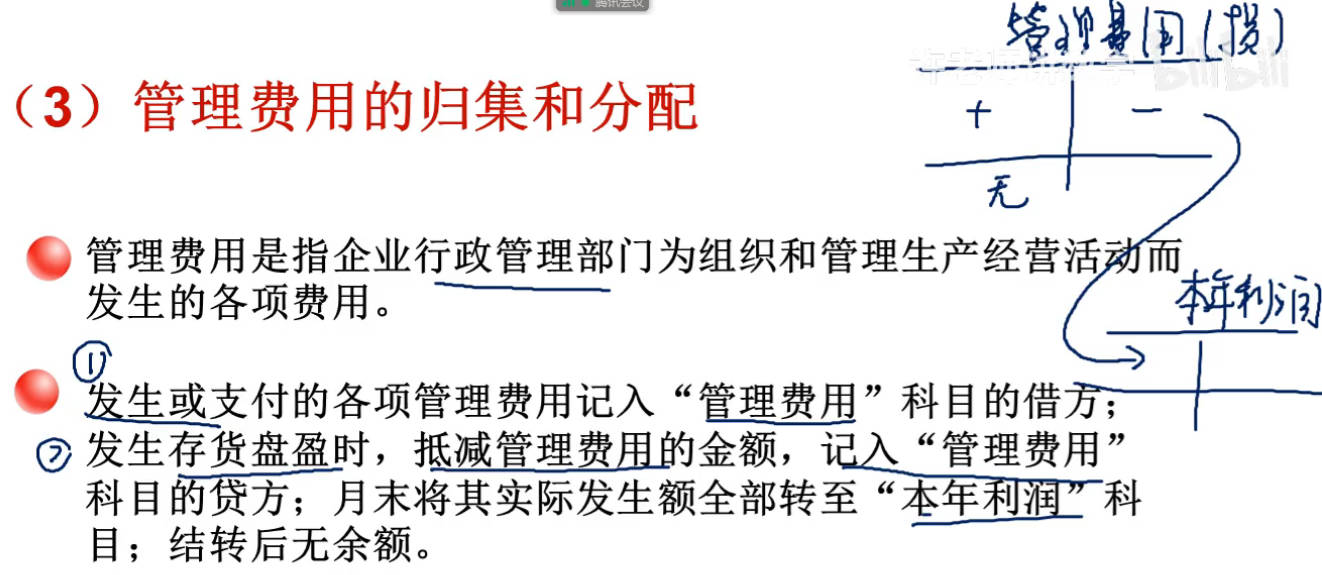 腾讯会议
管理费用(损)
bilibili
(3)管理费用的归集和分配
+ −
无
管理费用是指企业行政管理部门为组织和管理生产经营活动而
发生的各项费用。
本年利润
①
发生或支付的各项管理费用记入“管理费用”科目的借方;
② 发生存货盘盈时,抵减管理费用的金额,记入“管理费用”
科目的贷方;月末将其实际发生额全部转至“本年利润”科
目;结转后无余额。